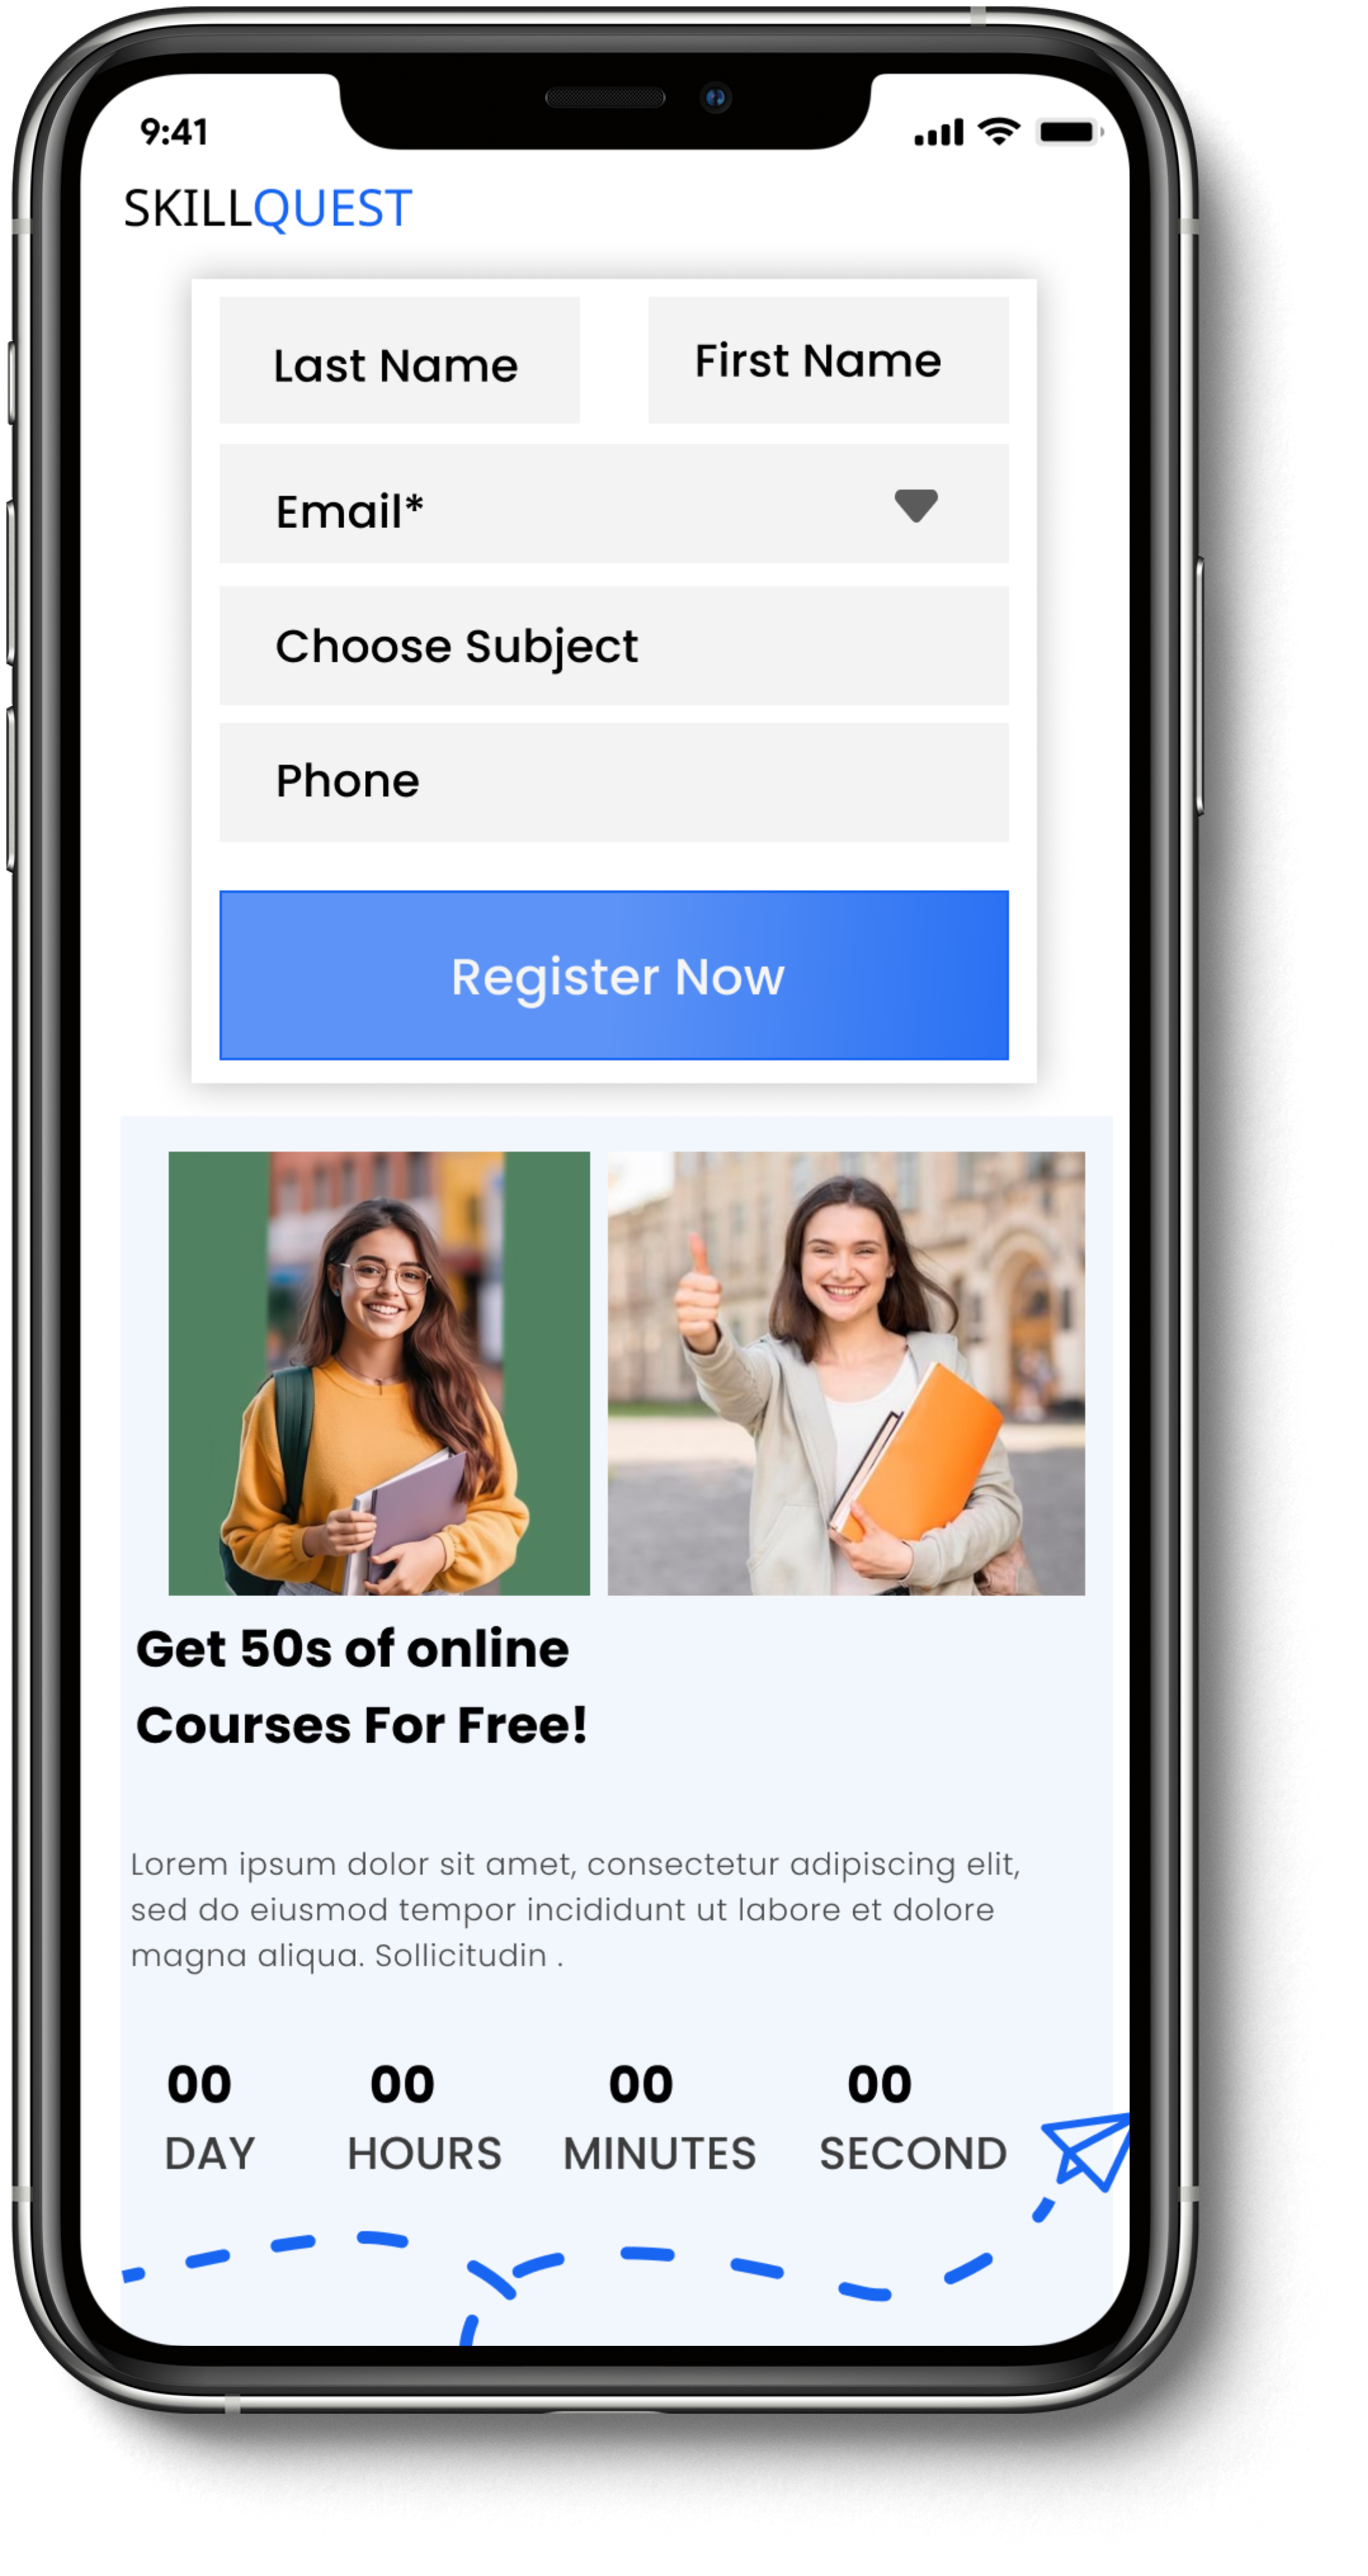 9:41
SKILLQUEST
Last Name First Name
Email*
Choose Subject
Phone
Register Now
Get 50s of online
Courses For Free!
Lorem ipsum dolor sit amet, consectetur adipiscing elit,
sed do eiusmod tempor incididunt ut labore et dolore
magna aliqua. Sollicitudin .
00 00 00 00
DAY HOURS MINUTES SECOND